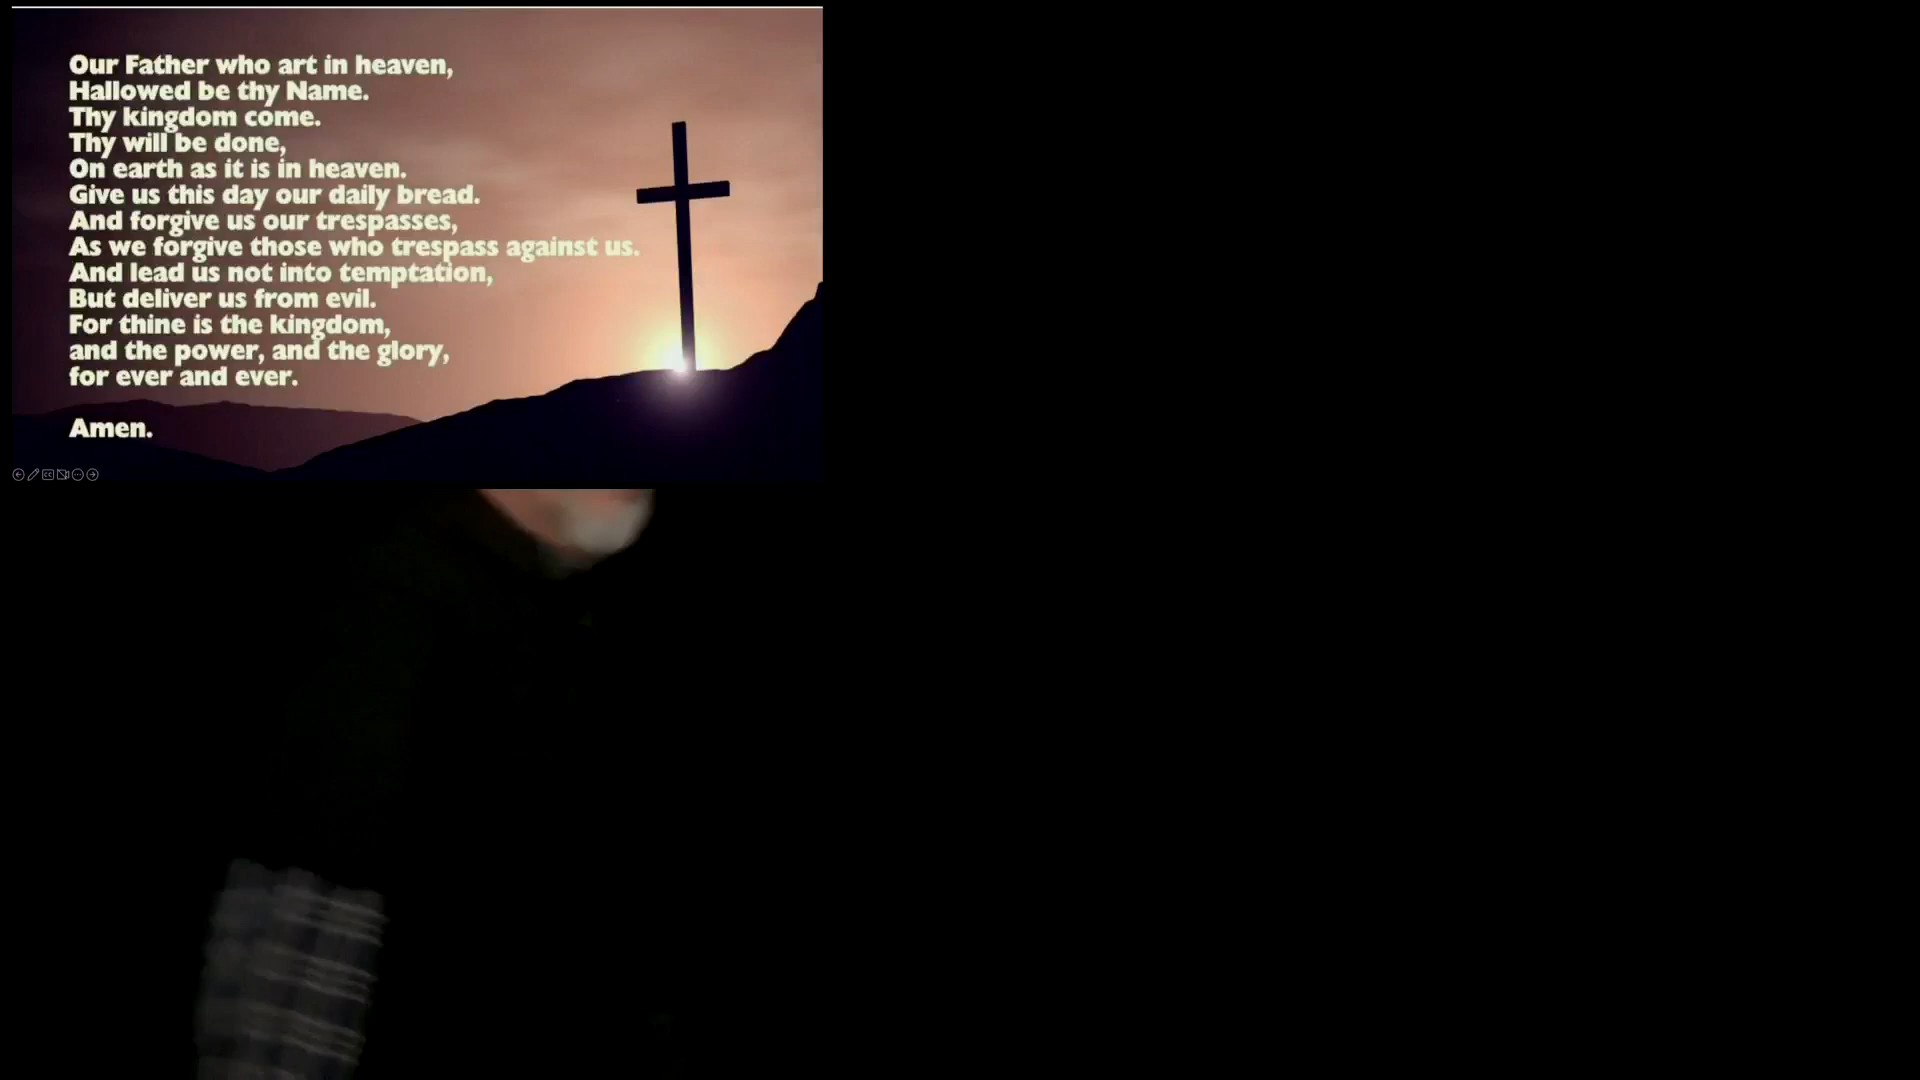 Our Father who art in heaven,
Hallowed be thy Name.
Thy kingdom come.
Thy will be done,
On earth as it is in heaven.
Give us this day our daily bread.
And forgive us our trespasses,
As we forgive those who trespass against us.
And lead us not into temptation,
But deliver us from evil.
For thine is the kingdom,
and the power, and the glory,
for ever and ever.
Amen.